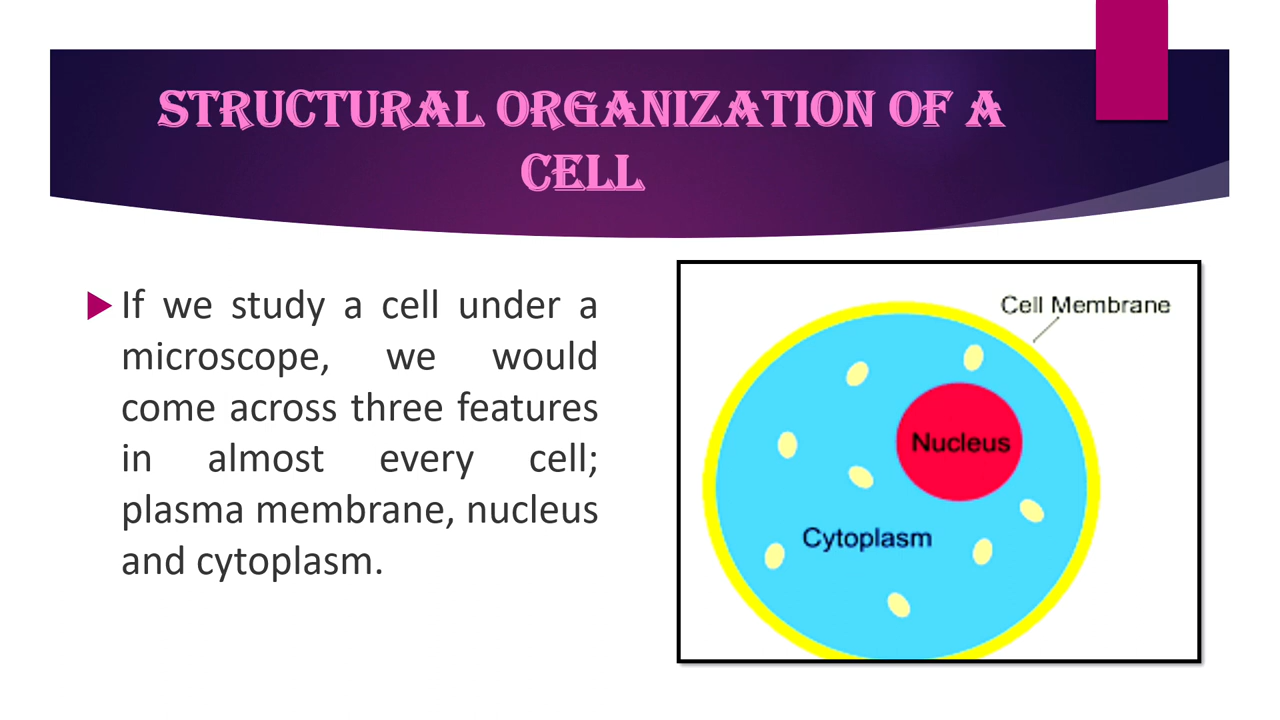 STRUCTURAL ORGANIZATION OF A
CELL
If we study a cell under a
microscope, we would
come across three features
in almost every cell;
plasma membrane, nucleus
and cytoplasm.
Cell Membrane
Nucleus
Cytoplasm